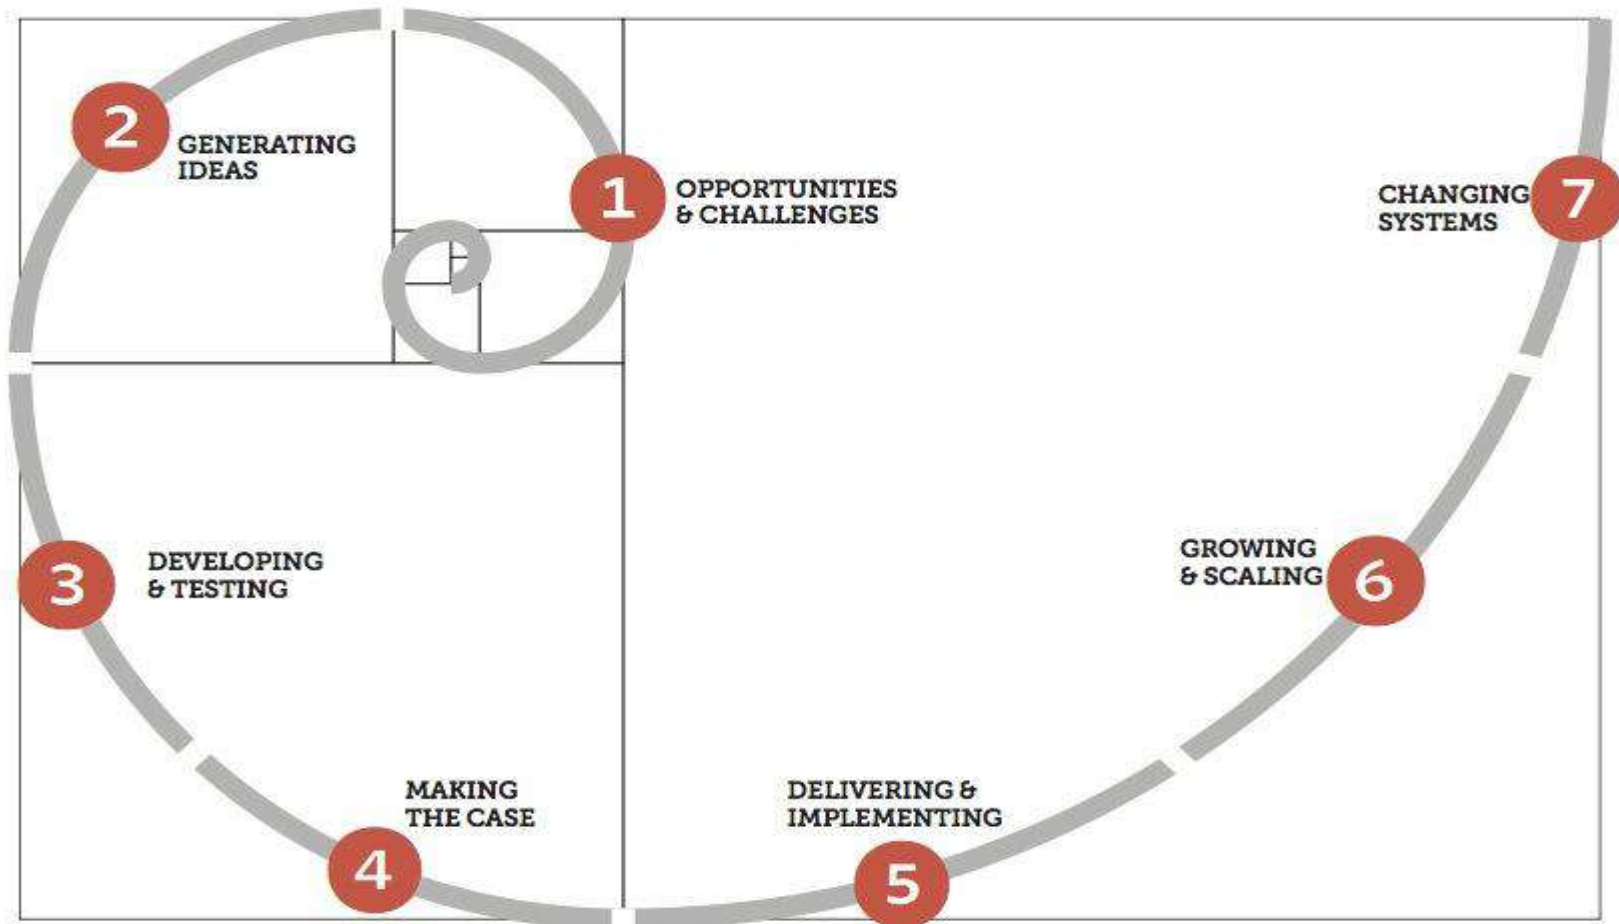 1
OPPORTUNITIES
& CHALLENGES
2
GENERATING
IDEAS
3
DEVELOPING
& TESTING
4
MAKING
THE CASE
5
DELIVERING &
IMPLEMENTING
6
GROWING
& SCALING
7
CHANGING
SYSTEMS